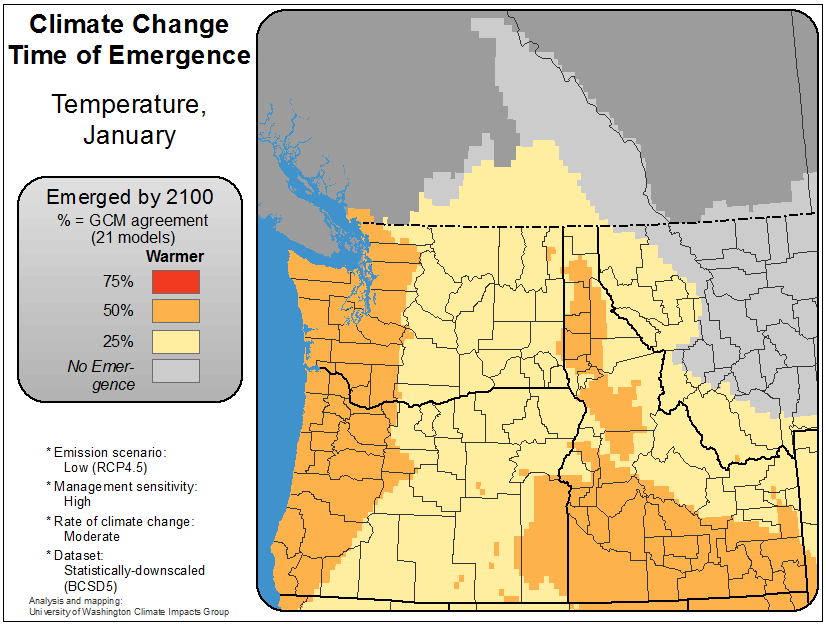 Climate Change
Time of Emergence
Temperature,
January
Emerged by 2100
% = GCM agreement
(21 models)
Warmer
75%
50%
25%
No Emer-
gence
* Emission scenario:
Low (RCP4.5)
* Management sensitivity:
High
* Rate of climate change:
Moderate
* Dataset:
Statistically-downscaled
(BCSD5)
Analysis and mapping:
University of Washington Climate Impacts Group